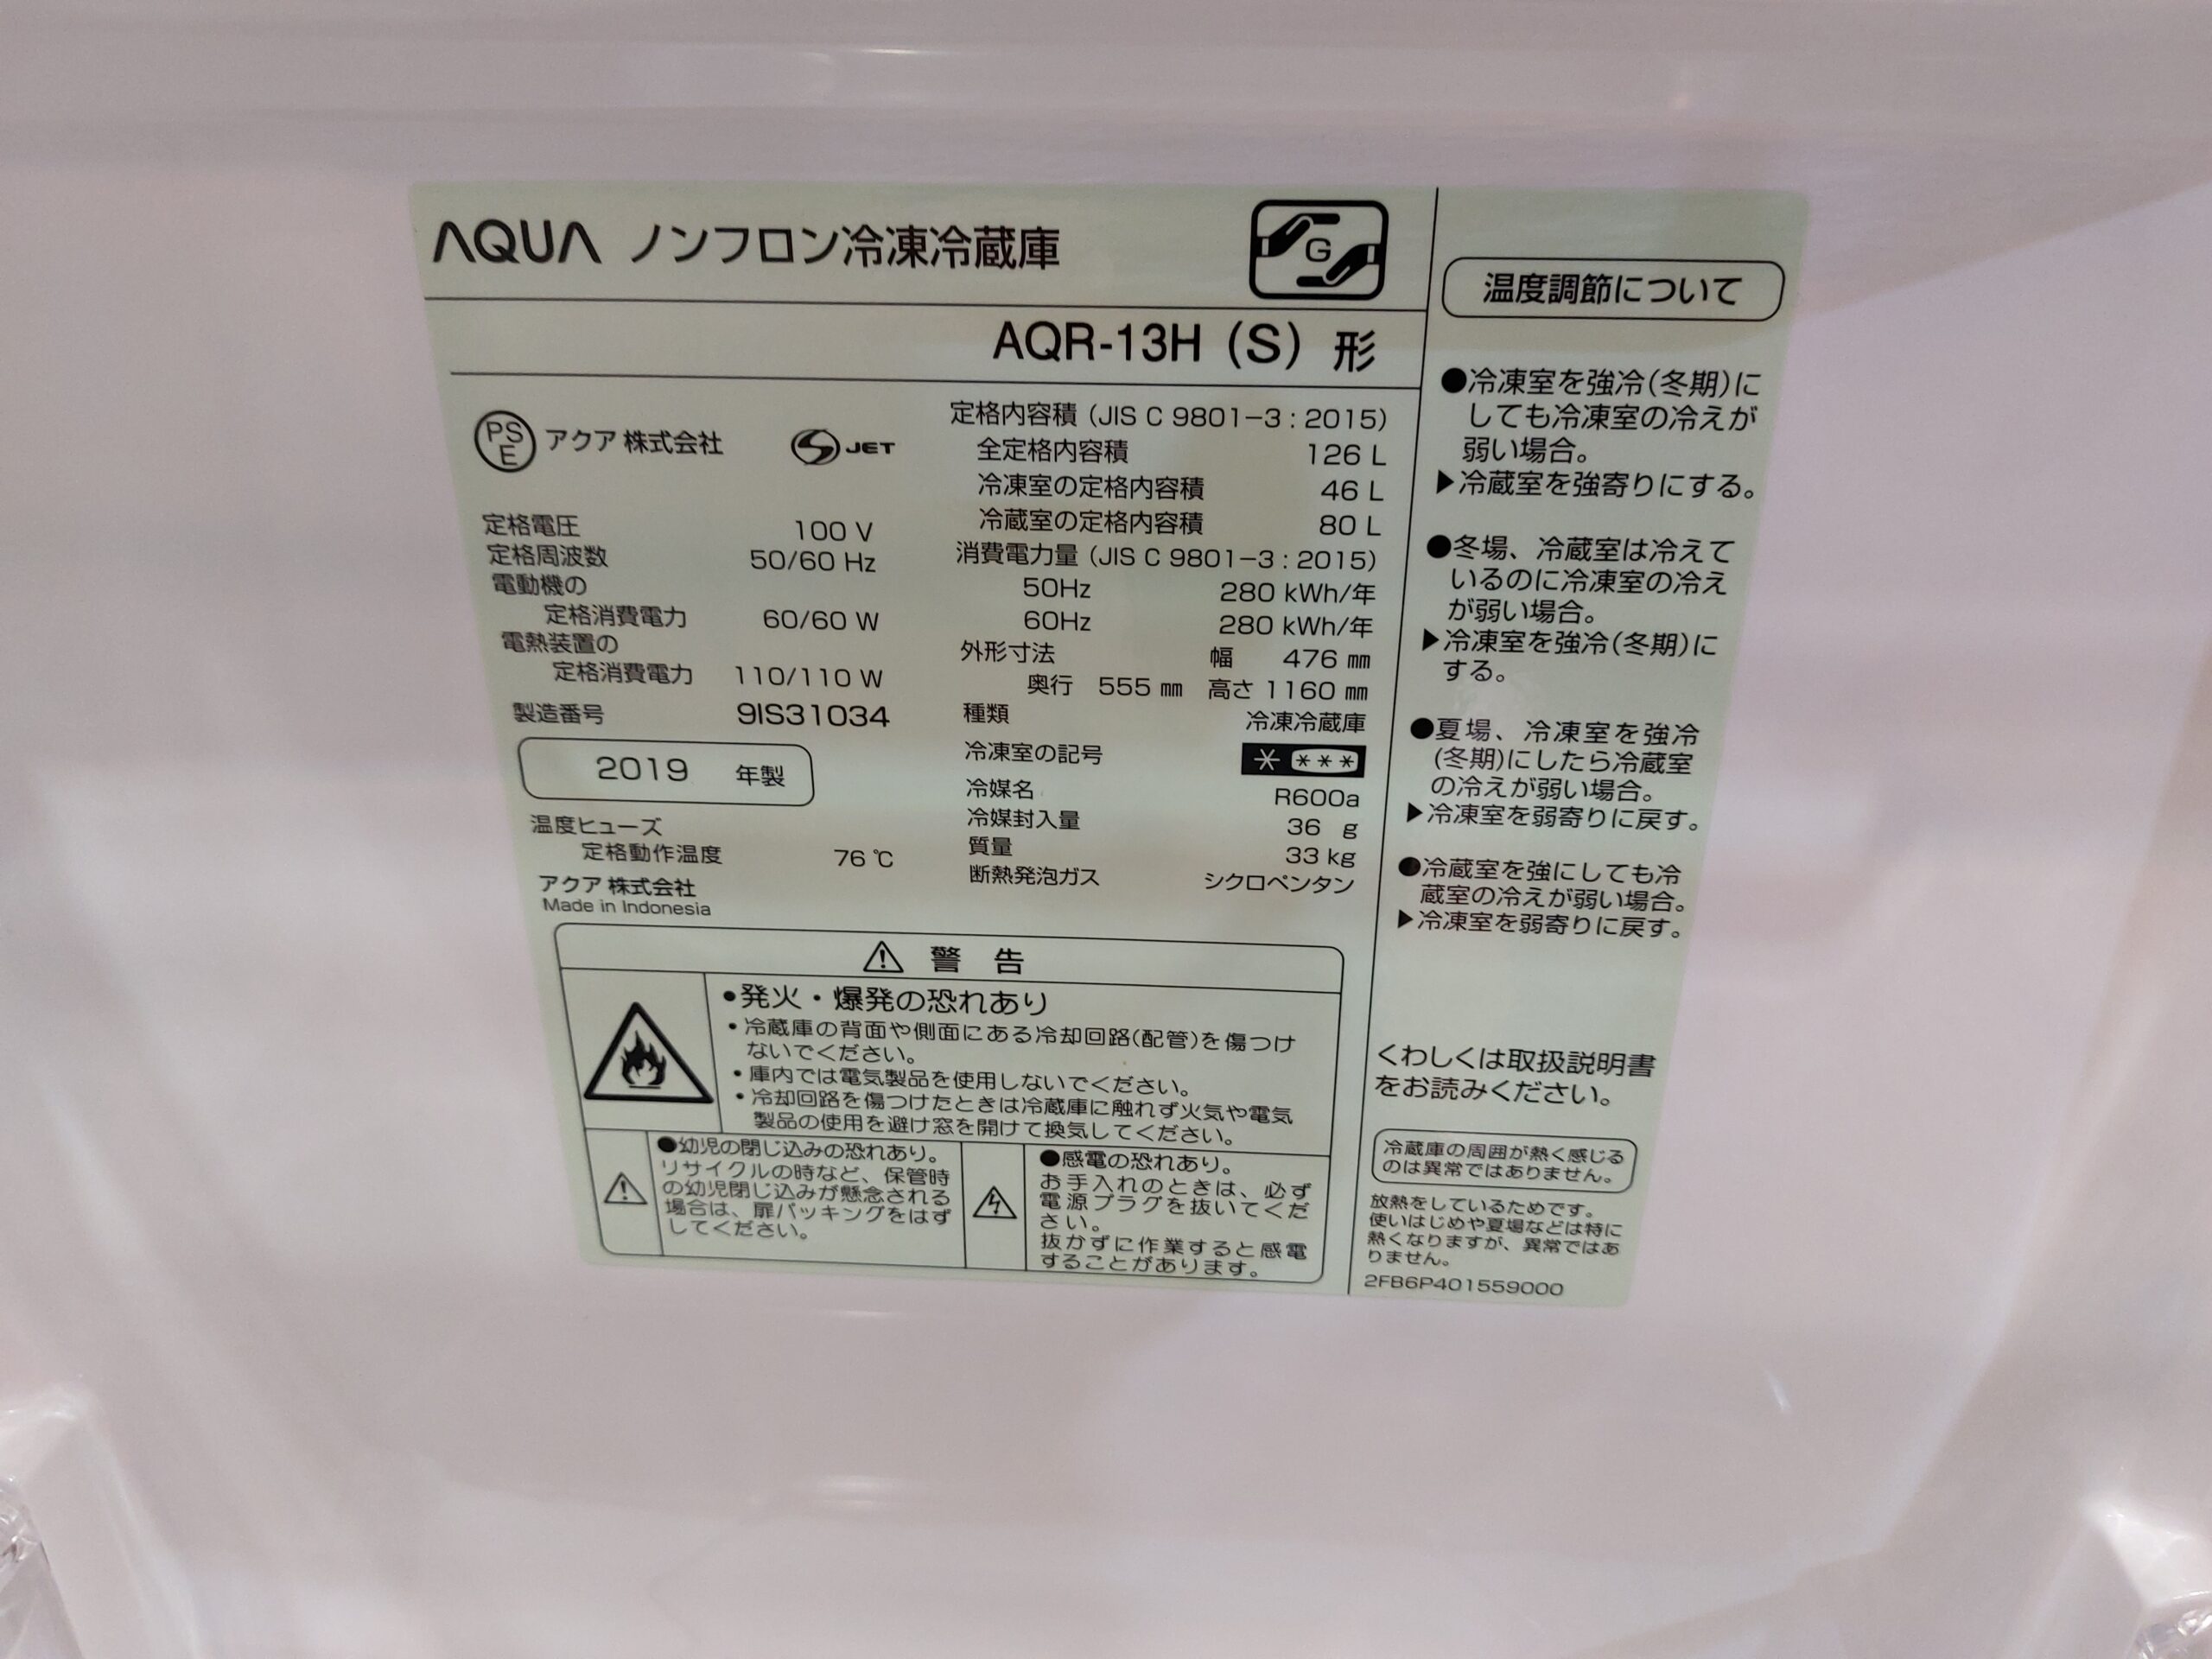 AQUA ノンフロン冷凍冷蔵庫
G
AQR-13H (S) 形
PSE アクア 株式会社 S JET
定格電圧 100 V
定格周波数 50/60 Hz
電動機の
定格消費電力 60/60 W
電熱装置の
定格消費電力 110/110 W
製造番号 9IS31034
2019 年製
温度ヒューズ
定格動作温度 76 ℃
アクア 株式会社
Made in Indonesia
定格内容積 (JIS C 9801-3 : 2015)
全定格内容積 126 L
冷凍室の定格内容積 46 L
冷蔵室の定格内容積 80 L
消費電力量 (JIS C 9801-3 : 2015)
50Hz 280 kWh/年
60Hz 280 kWh/年
外形寸法 幅 476 ㎜
奥行 555 ㎜ 高さ 1160 ㎜
種類 冷凍冷蔵庫
冷凍室の記号 * ***
冷媒名 R600a
冷媒封入量 36 g
質量 33 kg
断熱発泡ガス シクロペンタン
⚠ 警 告
•発火・爆発の恐れあり
•冷蔵庫の背面や側面にある冷却回路(配管)を傷つけ
ないでください。
•庫内では電気製品を使用しないでください。
•冷却回路を傷つけたときは冷蔵庫に触れず火気や電気
製品の使用を避け窓を開けて換気してください。
●幼児の閉じ込みの恐れあり。
リサイクルの時など、保管時
の幼児閉じ込みが懸念される
場合は、扉パッキングをはず
してください。
●感電の恐れあり。
お手入れのときは、必ず
電源プラグを抜いてくだ
さい。
抜かずに作業すると感電
することがあります。
温度調節について
●冷凍室を強冷(冬期)に
しても冷凍室の冷えが
弱い場合。
▶冷蔵室を強寄りにする。
●冬場、冷蔵室は冷えて
いるのに冷凍室の冷え
が弱い場合。
▶冷凍室を強冷(冬期)に
する。
●夏場、冷凍室を強冷
(冬期)にしたら冷蔵室
の冷えが弱い場合。
▶冷凍室を弱寄りに戻す。
●冷蔵室を強にしても冷
蔵室の冷えが弱い場合。
▶冷凍室を弱寄りに戻す。
くわしくは取扱説明書
をお読みください。
冷蔵庫の周囲が熱く感じる
のは異常ではありません。
放熱をしているためです。
使いはじめや夏場などは特に
熱くなりますが、異常ではあ
りません。
2FB6P401559000